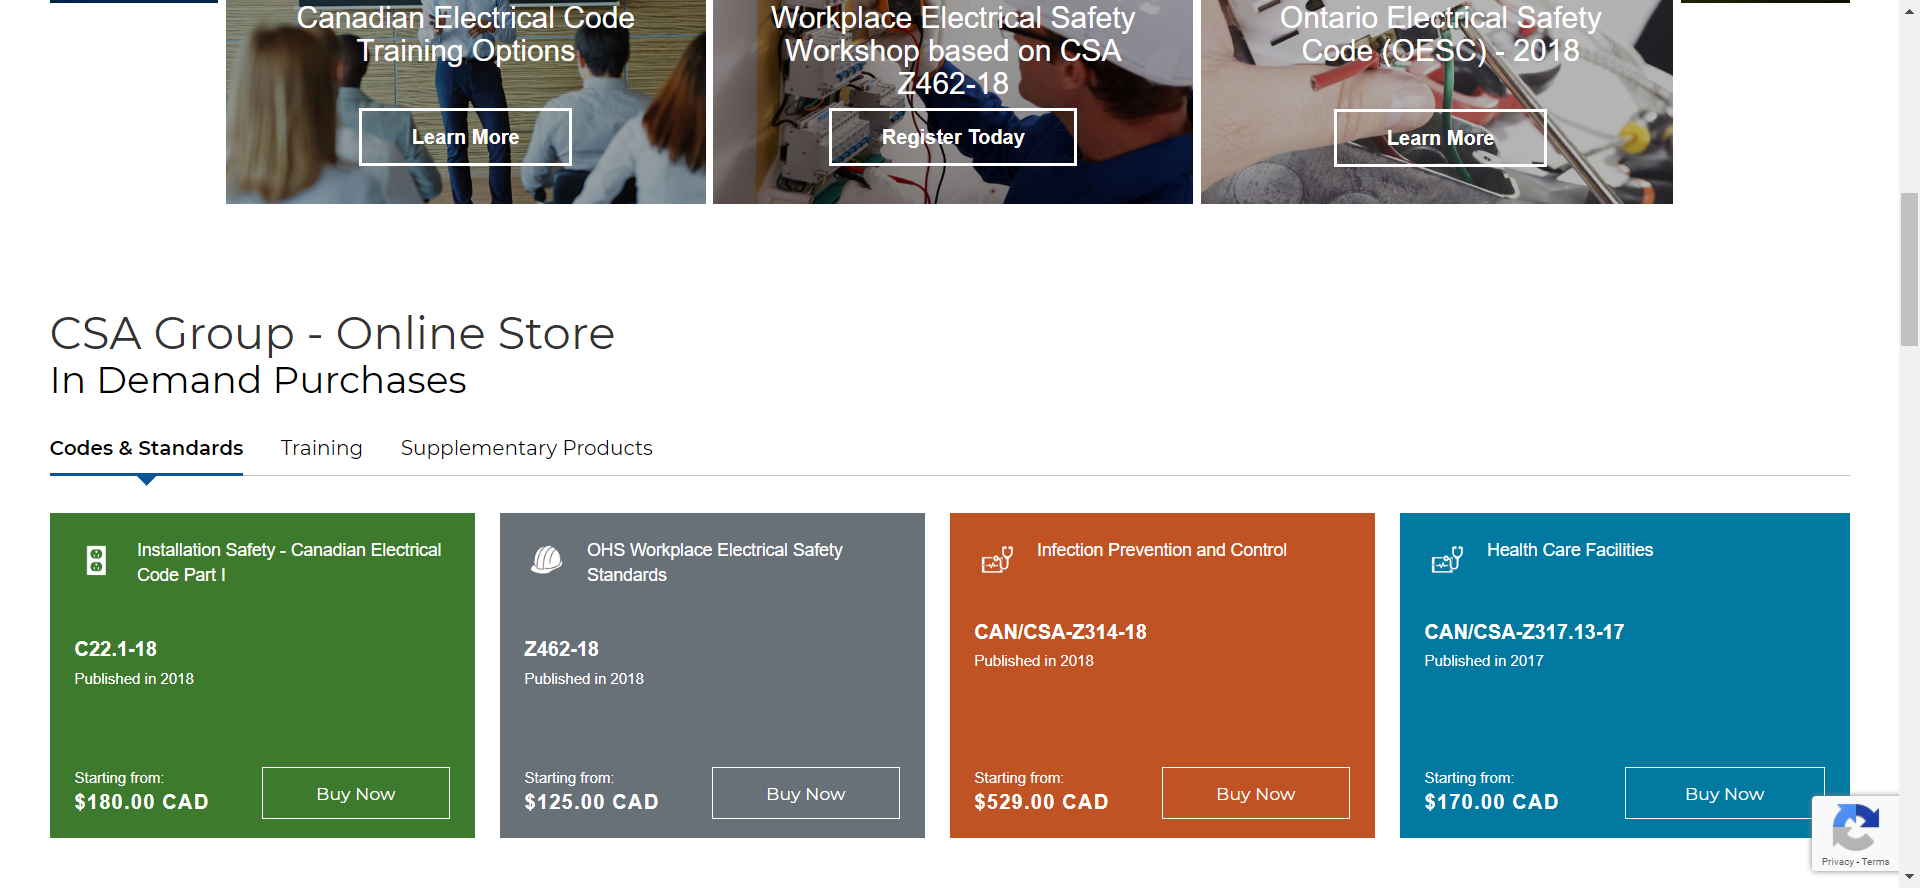 Canadian Electrical Code
Training Options
Learn More
Workplace Electrical Safety
Workshop based on CSA
Z462-18
Register Today
Ontario Electrical Safety
Code (OESC) - 2018
Learn More
CSA Group - Online Store
In Demand Purchases
Codes & Standards
Training
Supplementary Products
Installation Safety - Canadian Electrical
Code Part I
C22.1-18
Published in 2018
Starting from:
$180.00 CAD
Buy Now
OHS Workplace Electrical Safety
Standards
Z462-18
Published in 2018
Starting from:
$125.00 CAD
Buy Now
Infection Prevention and Control
CAN/CSA-Z314-18
Published in 2018
Starting from:
$529.00 CAD
Buy Now
Health Care Facilities
CAN/CSA-Z317.13-17
Published in 2017
Starting from:
$170.00 CAD
Buy Now
Privacy - Terms